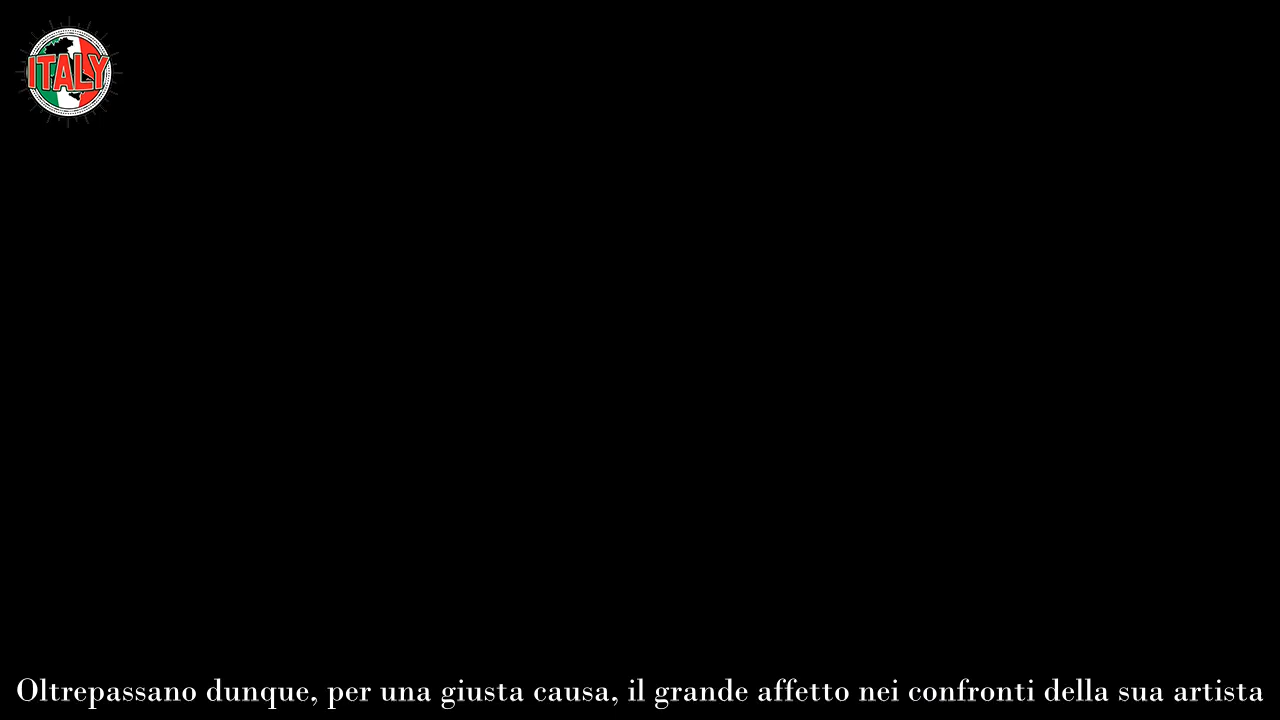 ITALY
Oltrepassano dunque, per una giusta causa, il grande affetto nei confronti della sua artista